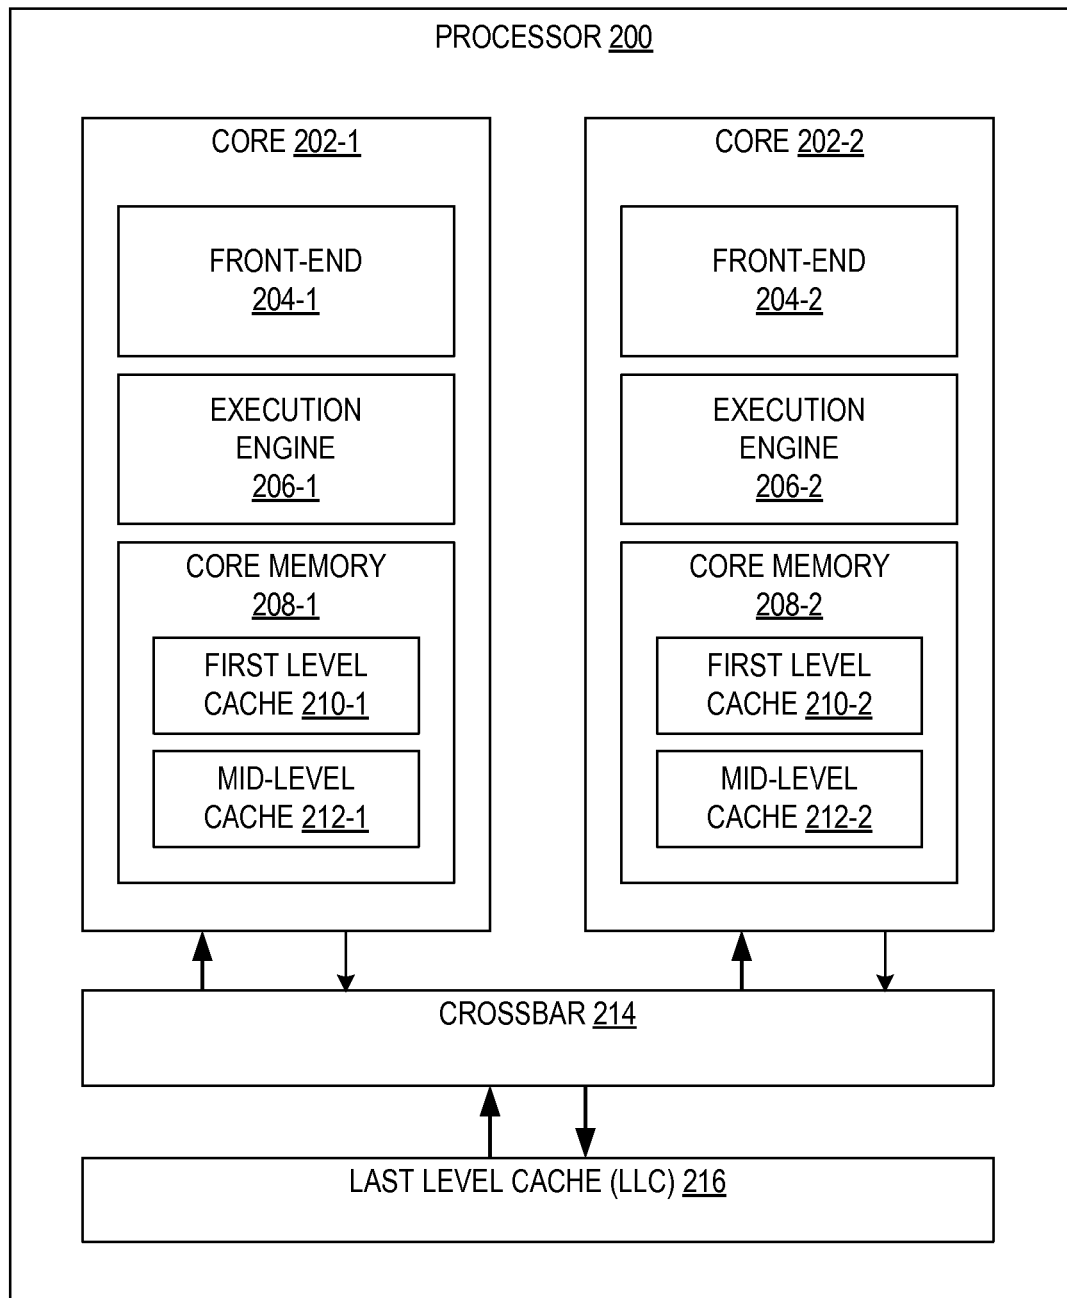 PROCESSOR 200
CORE 202-1
FRONT-END
204-1
EXECUTION
ENGINE
206-1
CORE MEMORY
208-1
FIRST LEVEL
CACHE 210-1
MID-LEVEL
CACHE 212-1
CORE 202-2
FRONT-END
204-2
EXECUTION
ENGINE
206-2
CORE MEMORY
208-2
FIRST LEVEL
CACHE 210-2
MID-LEVEL
CACHE 212-2
CROSSBAR 214
LAST LEVEL CACHE (LLC) 216